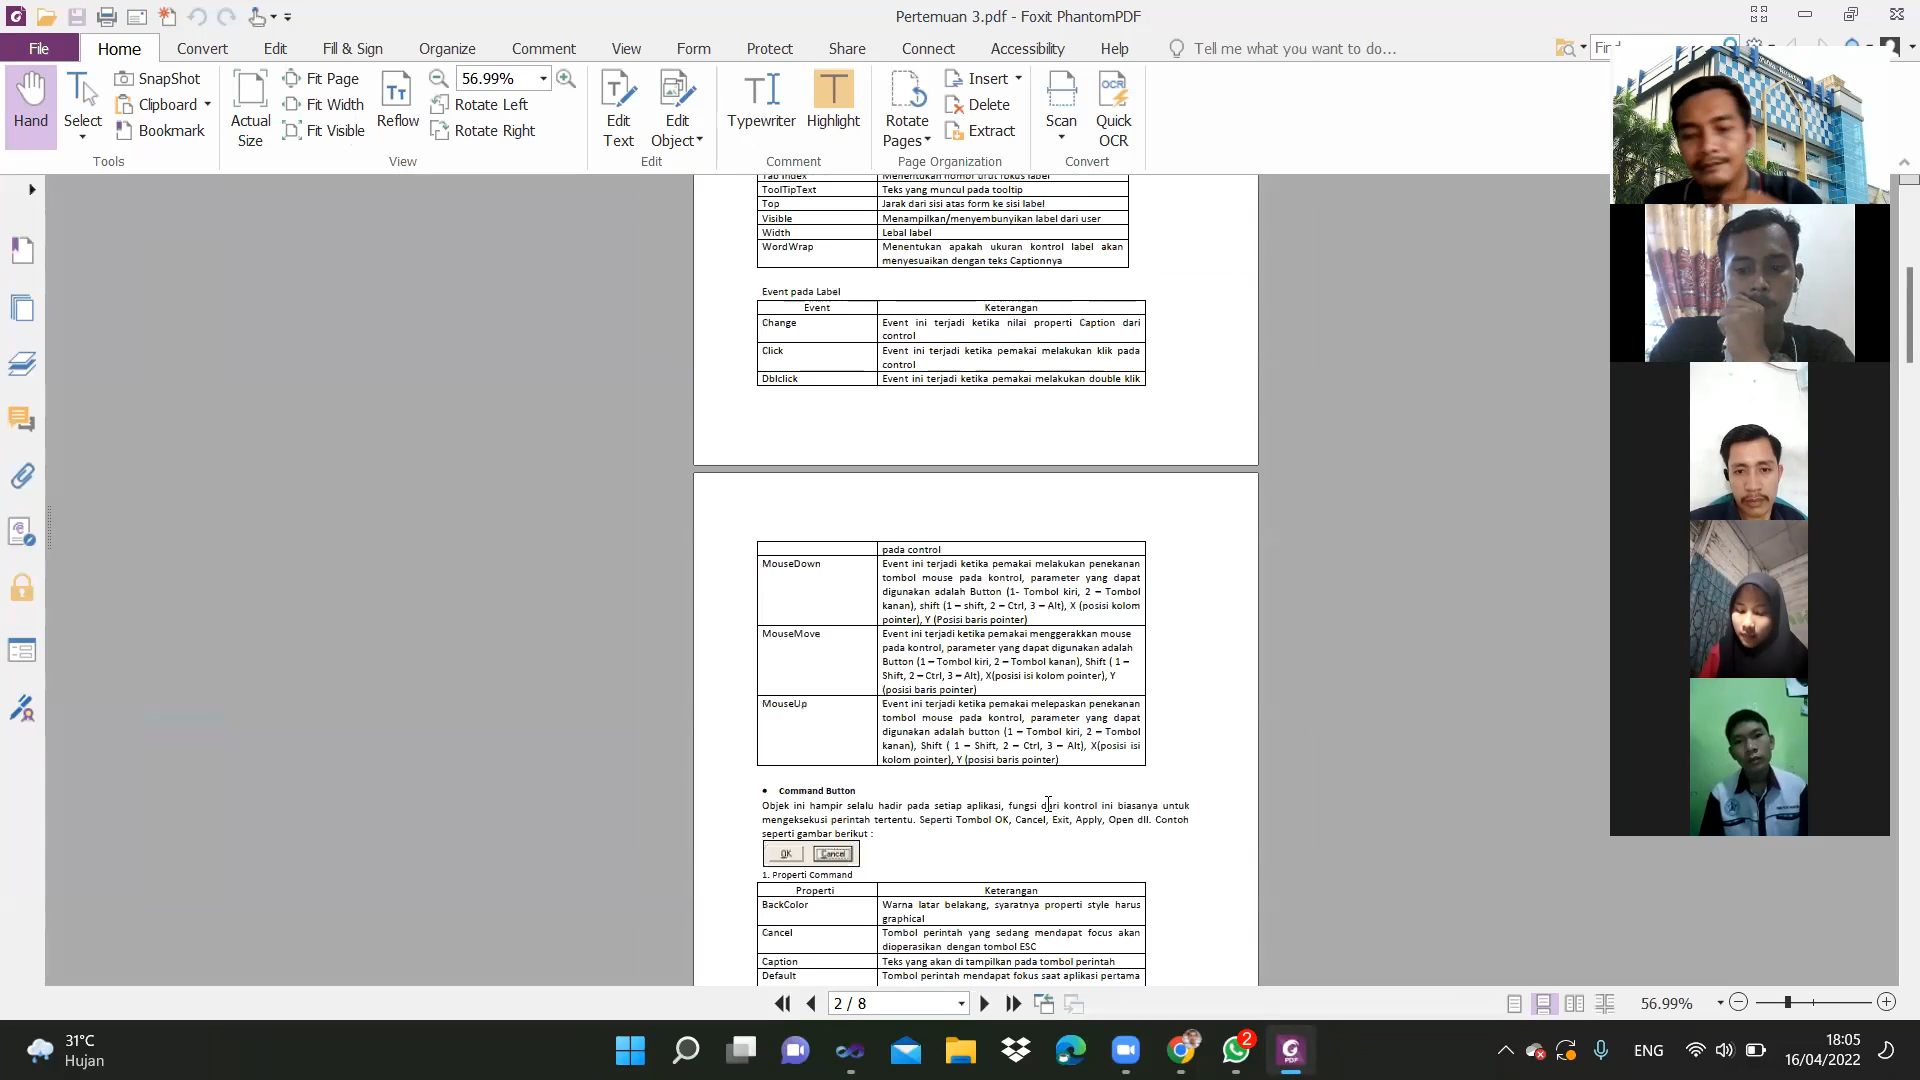 Pertemuan 3.pdf - Foxit PhantomPDF
File Home Convert Edit Fill & Sign Organize Comment View Form Protect Share Connect Accessibility Help Tell me what you want to do...
Hand
Select
SnapShot
Clipboard
Bookmark
Tools
Actual Size
Fit Page
Fit Width
Fit Visible
Reflow
56.99%
Rotate Left
Rotate Right
View
Edit Text
Edit Object
Edit
Typewriter
Highlight
Comment
Rotate Pages
Insert
Delete
Extract
Page Organization
Scan
Quick OCR
Convert
Tab Index Menentukan nomor urut fokus label
ToolTipText Teks yang muncul pada tooltip
Top Jarak dari sisi atas form ke sisi label
Visible Menampilkan/menyembunyikan label dari user
Width Lebal label
WordWrap Menentukan apakah ukuran kontrol label akan
menyesuaikan dengan teks Captionnya
Event pada Label
Event Keterangan
Change Event ini terjadi ketika nilai properti Caption dari
control
Click Event ini terjadi ketika pemakai melakukan klik pada
control
Dblclick Event ini terjadi ketika pemakai melakukan double klik
pada control
MouseDown Event ini terjadi ketika pemakai melakukan penekanan
tombol mouse pada kontrol, parameter yang dapat
digunakan adalah Button (1- Tombol kiri, 2 – Tombol
kanan), shift (1 – shift, 2 – Ctrl, 3 – Alt), X (posisi kolom
pointer), Y (Posisi baris pointer)
MouseMove Event ini terjadi ketika pemakai menggerakkan mouse
pada kontrol, parameter yang dapat digunakan adalah
Button (1 – Tombol kiri, 2 – Tombol kanan), Shift ( 1 –
Shift, 2 – Ctrl, 3 – Alt), X(posisi isi kolom pointer), Y
(posisi baris pointer)
MouseUp Event ini terjadi ketika pemakai melepaskan penekanan
tombol mouse pada kontrol, parameter yang dapat
digunakan adalah button (1 – Tombol kiri, 2 – Tombol
kanan), Shift ( 1 – Shift, 2 – Ctrl, 3 – Alt), X(posisi isi
kolom pointer), Y (posisi baris pointer)
• Command Button
Objek ini hampir selalu hadir pada setiap aplikasi, fungsi dari kontrol ini biasanya untuk
mengeksekusi perintah tertentu. Seperti Tombol OK, Cancel, Exit, Apply, Open dll. Contoh
seperti gambar berikut :
OK Cancel
1. Properti Command
Properti Keterangan
BackColor Warna latar belakang, syaratnya properti style harus
graphical
Cancel Tombol perintah yang sedang mendapat focus akan
dioperasikan dengan tombol ESC
Caption Teks yang akan di tampilkan pada tombol perintah
Default Tombol perintah mendapat fokus saat aplikasi pertama
2 / 8
56.99%
31°C
Hujan
2
ENG
18:05
16/04/2022